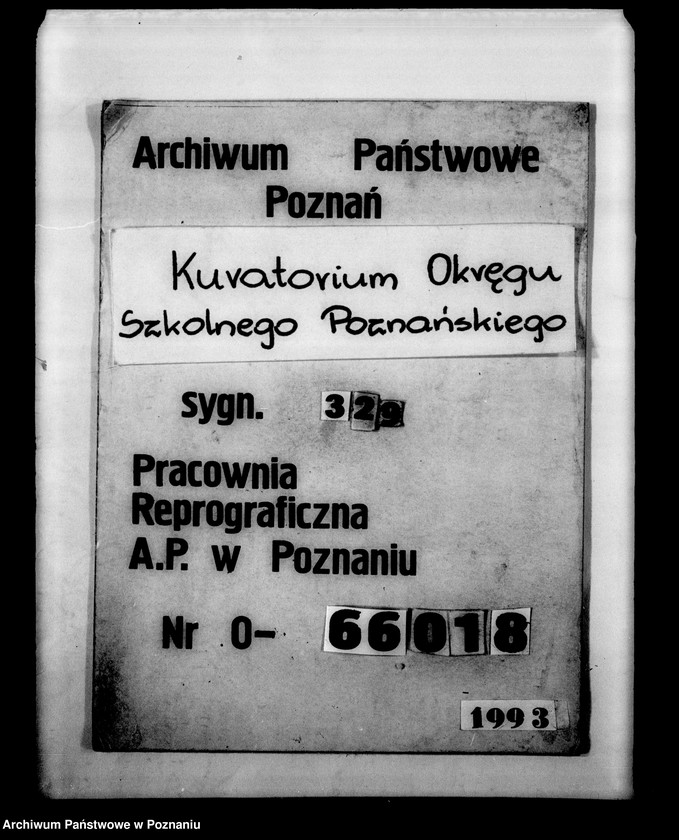 Archiwum Państwowe
Poznań
Kuratorium Okręgu
Szkolnego Poznańskiego
sygn. 329
Pracownia
Reprograficzna
A.P. w Poznaniu
Nr 0- 66018
1993
Archiwum Państwowe w Poznaniu